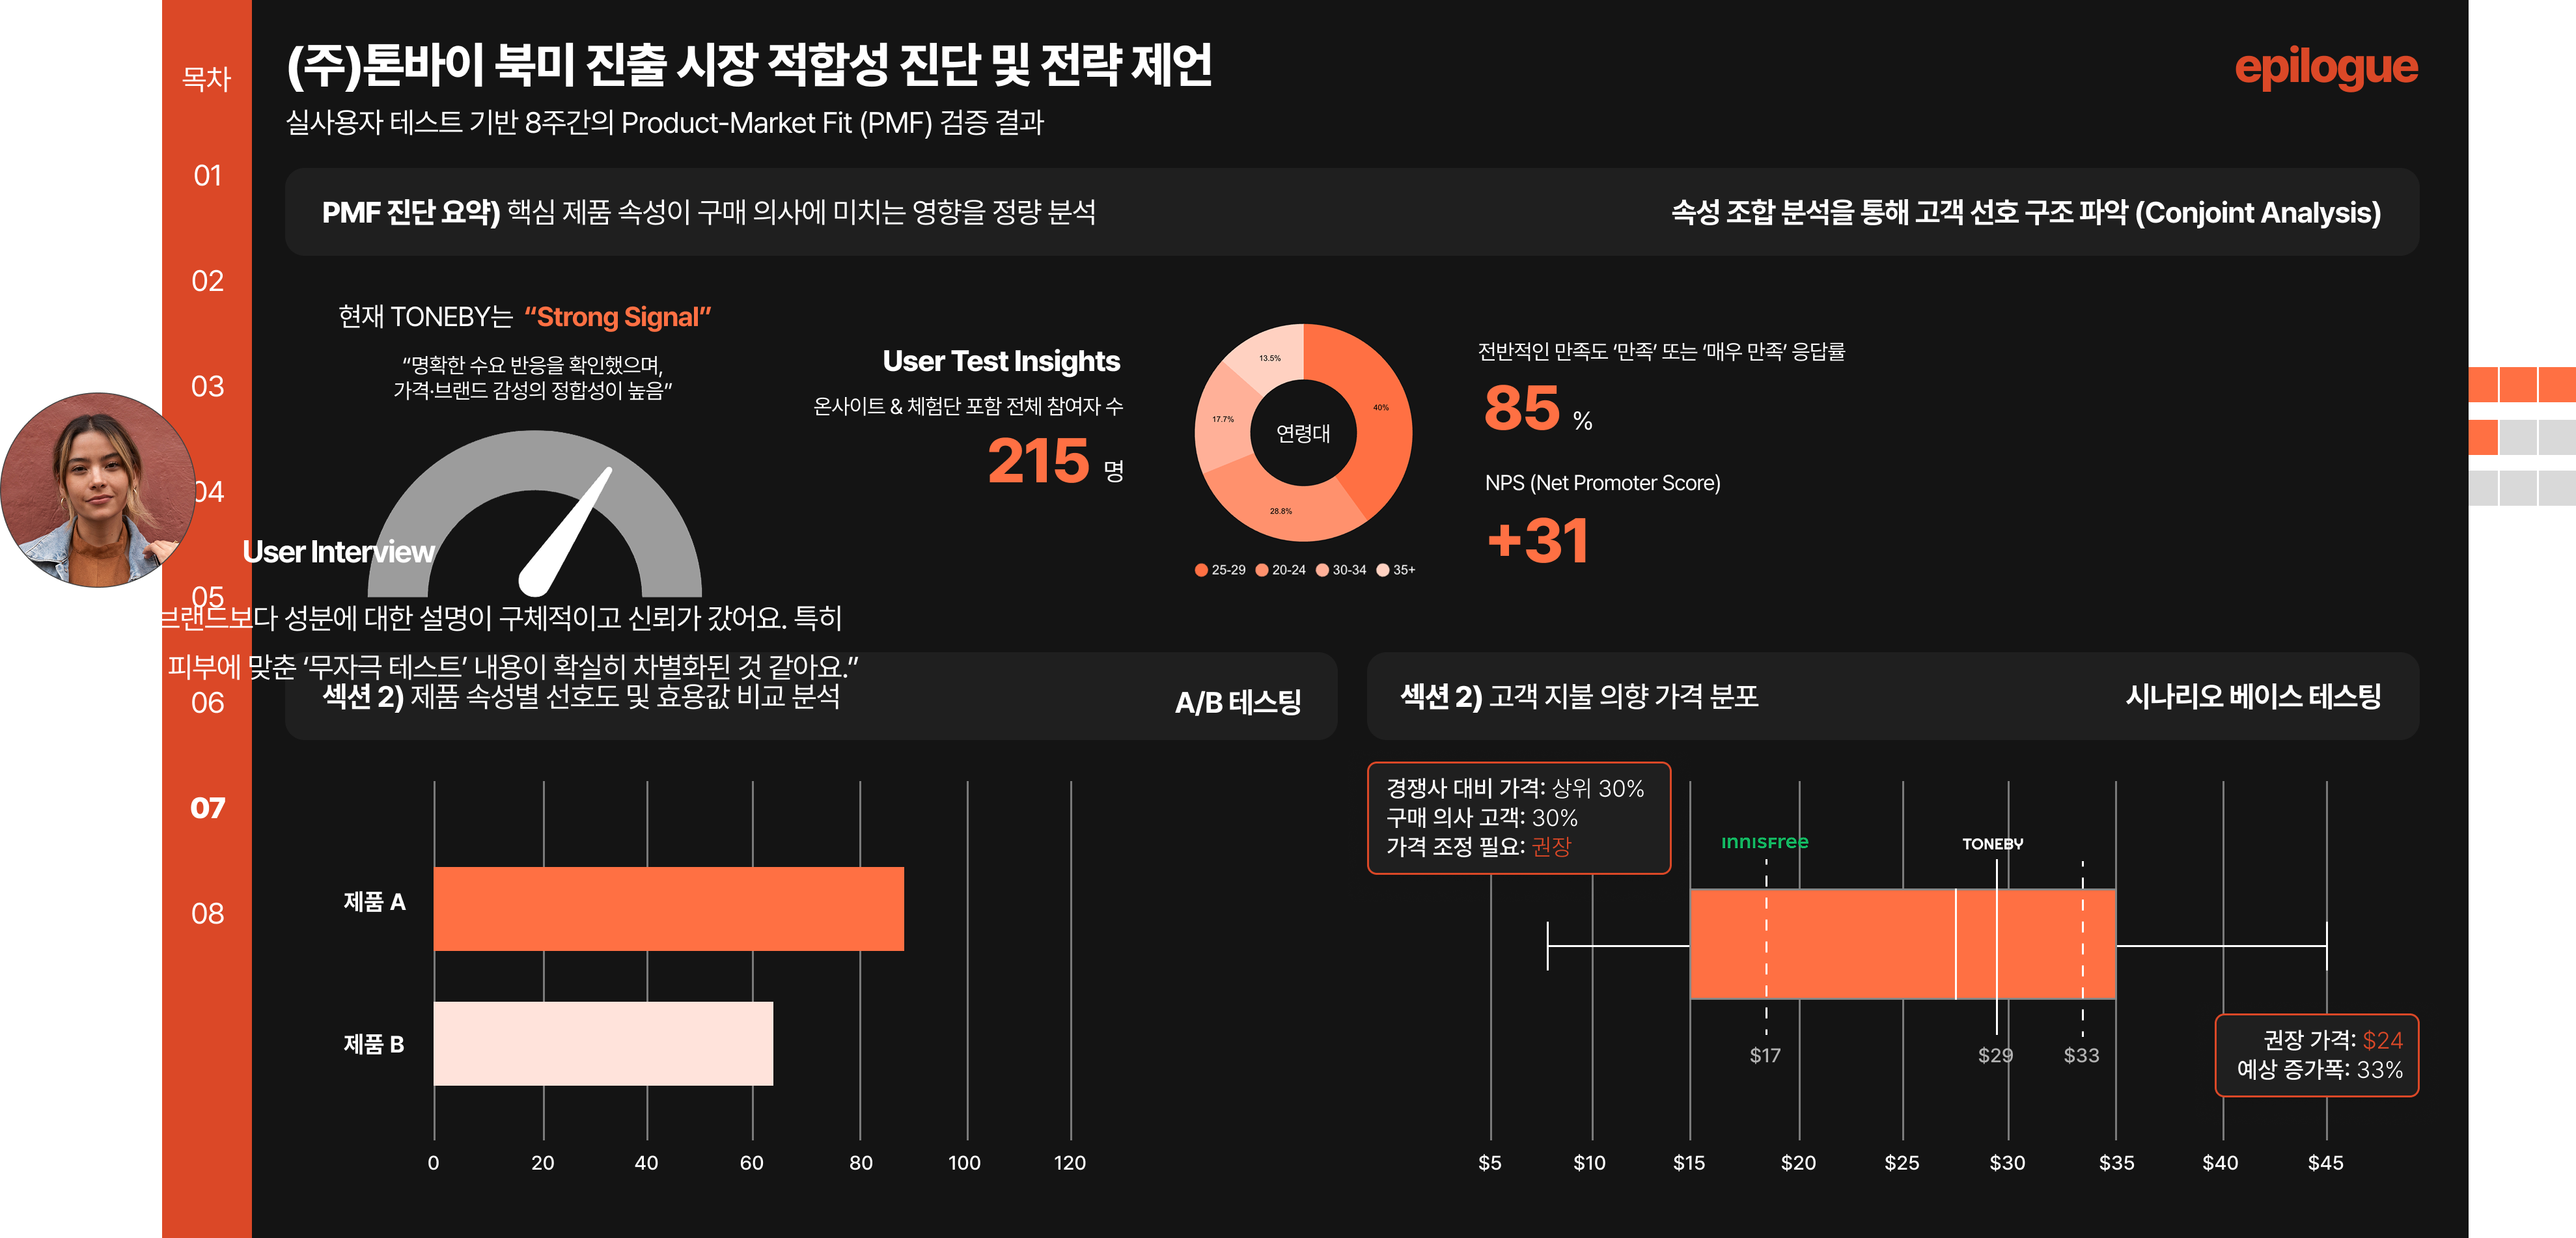 목차
01
02
03
04
05
06
07
08
(주)톤바이 북미 진출 시장 적합성 진단 및 전략 제언
epilogue
실사용자 테스트 기반 8주간의 Product-Market Fit (PMF) 검증 결과
PMF 진단 요약) 핵심 제품 속성이 구매 의사에 미치는 영향을 정량 분석
속성 조합 분석을 통해 고객 선호 구조 파악 (Conjoint Analysis)
현재 TONEBY는 “Strong Signal”
“명확한 수요 반응을 확인했으며,
가격·브랜드 감성의 정합성이 높음”
User Test Insights
온사이트 & 체험단 포함 전체 참여자 수
215 명
13.5%
40%
17.7%
연령대
28.8%
25-29 20-24 30-34 35+
전반적인 만족도 ‘만족’ 또는 ‘매우 만족’ 응답률
85 %
NPS (Net Promoter Score)
+31
User Interview
브랜드보다 성분에 대한 설명이 구체적이고 신뢰가 갔어요. 특히
피부에 맞춘 ‘무자극 테스트’ 내용이 확실히 차별화된 것 같아요.”
섹션 2) 제품 속성별 선호도 및 효용값 비교 분석
A/B 테스팅
제품 A
제품 B
0 20 40 60 80 100 120
섹션 2) 고객 지불 의향 가격 분포
시나리오 베이스 테스팅
경쟁사 대비 가격: 상위 30%
구매 의사 고객: 30%
가격 조정 필요: 권장
innisfree
TONEBY
$17
$29
$33
권장 가격: $24
예상 증가폭: 33%
$5 $10 $15 $20 $25 $30 $35 $40 $45